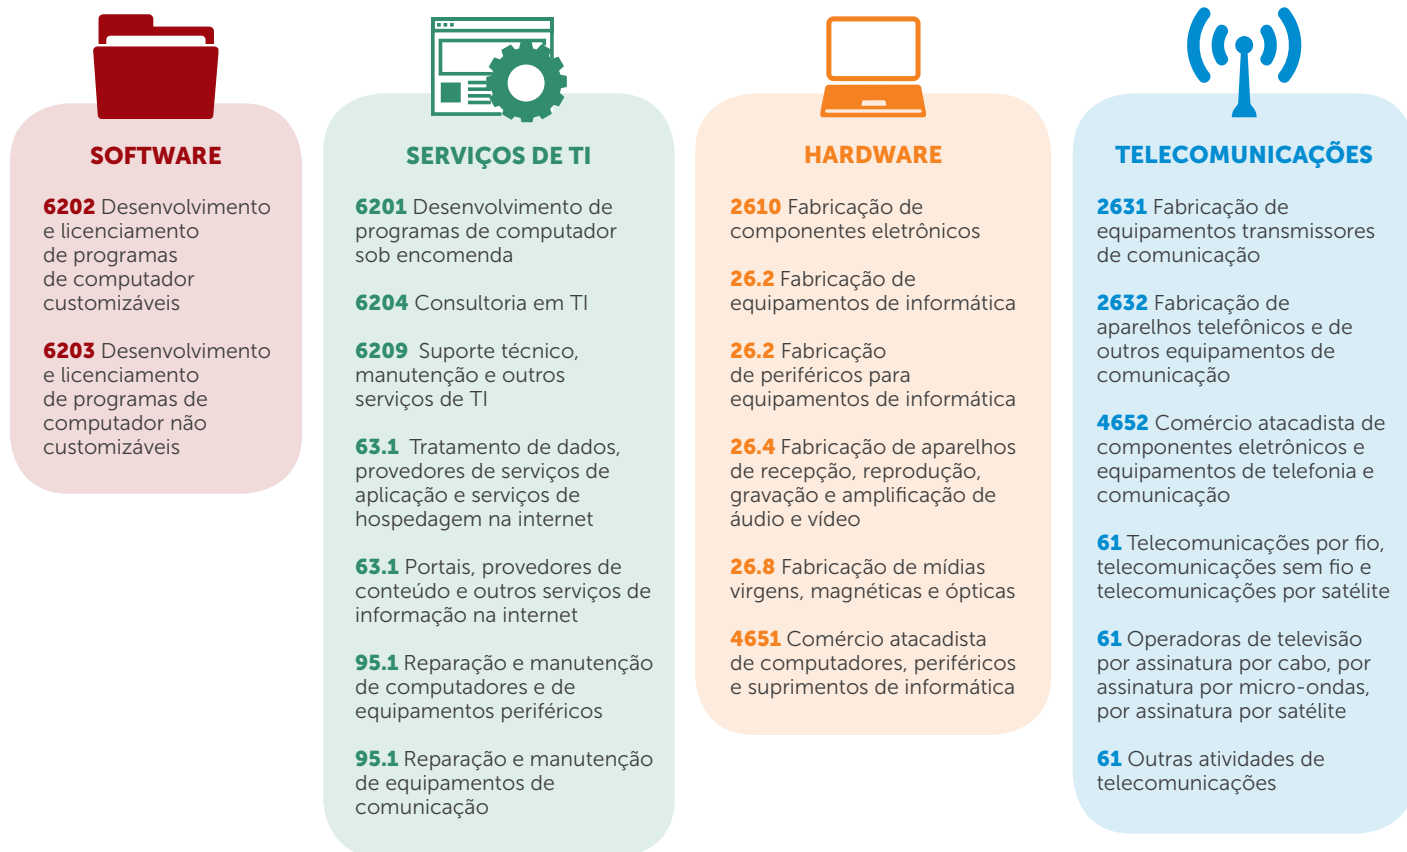 SOFTWARE
6202 Desenvolvimento
e licenciamento
de programas
de computador
customizáveis
6203 Desenvolvimento
e licenciamento
de programas de
computador não
customizáveis
SERVIÇOS DE TI
6201 Desenvolvimento de
programas de computador
sob encomenda
6204 Consultoria em TI
6209 Suporte técnico,
manutenção e outros
serviços de TI
63.1 Tratamento de dados,
provedores de serviços de
aplicação e serviços de
hospedagem na internet
63.1 Portais, provedores de
conteúdo e outros serviços de
informação na internet
95.1 Reparação e manutenção
de computadores e de
equipamentos periféricos
95.1 Reparação e manutenção
de equipamentos de
comunicação
HARDWARE
2610 Fabricação de
componentes eletrônicos
26.2 Fabricação de
equipamentos de informática
26.2 Fabricação
de periféricos para
equipamentos de informática
26.4 Fabricação de aparelhos
de recepção, reprodução,
gravação e amplificação de
áudio e vídeo
26.8 Fabricação de mídias
virgens, magnéticas e ópticas
4651 Comércio atacadista
de computadores, periféricos
e suprimentos de informática
TELECOMUNICAÇÕES
2631 Fabricação de
equipamentos transmissores
de comunicação
2632 Fabricação de
aparelhos telefônicos e de
outros equipamentos de
comunicação
4652 Comércio atacadista de
componentes eletrônicos e
equipamentos de telefonia e
comunicação
61 Telecomunicações por fio,
telecomunicações sem fio e
telecomunicações por satélite
61 Operadoras de televisão
por assinatura por cabo, por
assinatura por micro-ondas,
por assinatura por satélite
61 Outras atividades de
telecomunicações